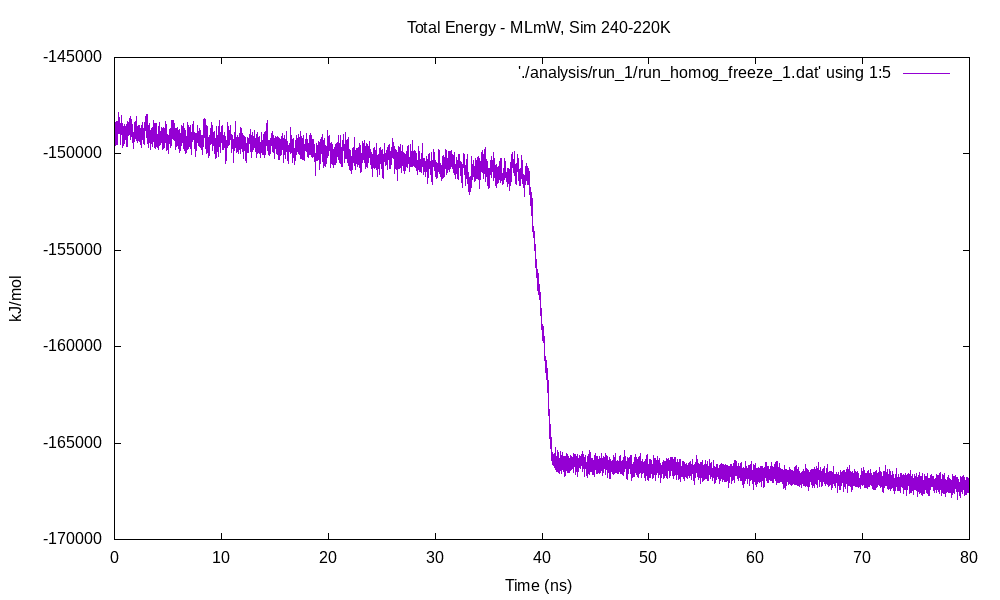 Total Energy - MLmW, Sim 240-220K
'./analysis/run_1/run_homog_freeze_1.dat' using 1:5
-145000
-150000
-155000
-160000
-165000
-170000
kJ/mol
0 10 20 30 40 50 60 70 80
Time (ns)